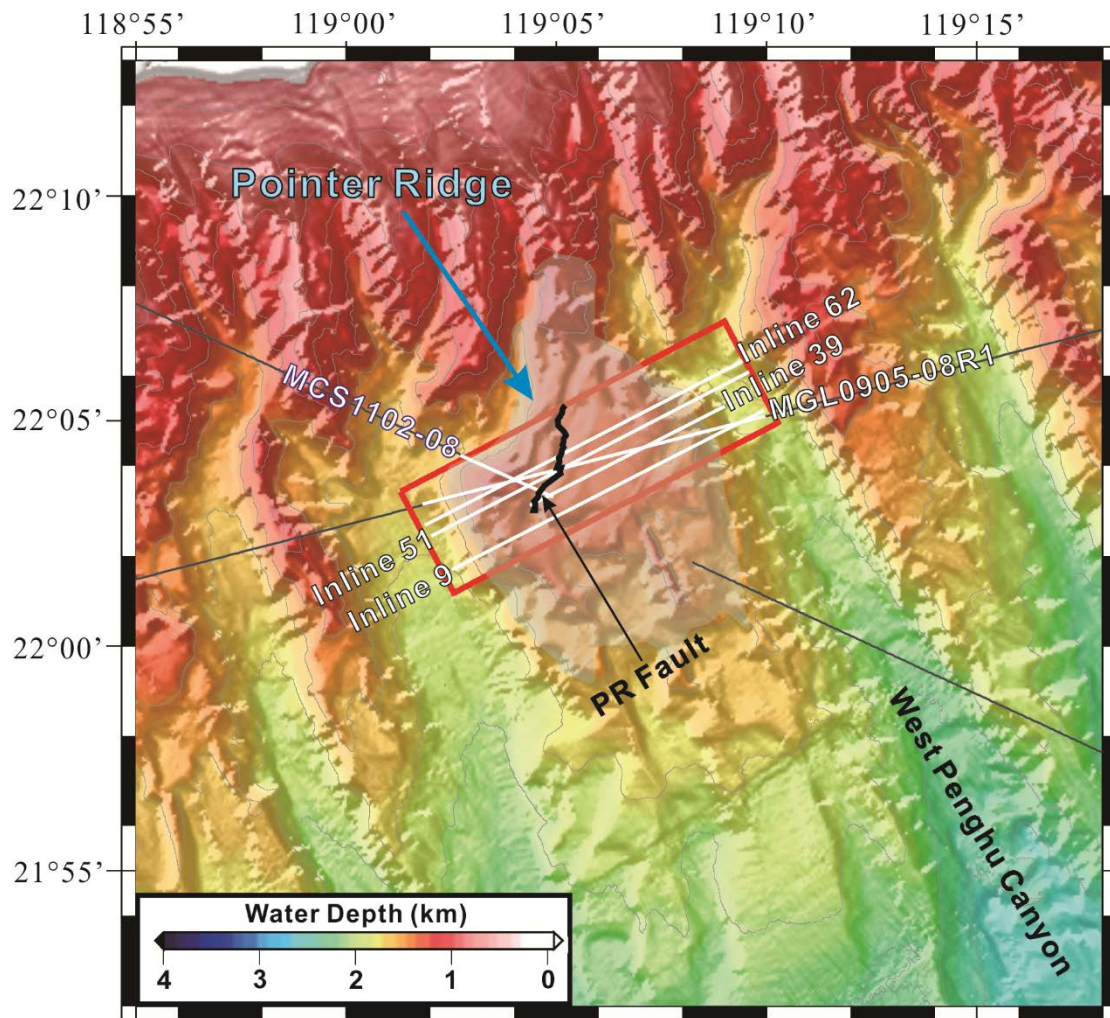 118°55’ 119°00’ 119°05’ 119°10’ 119°15’
22°10’
Pointer Ridge
Inline 62
Inline 39
MCS1102-08
MGL0905-08R1
22°05’
Inline 51
Inline 9
22°00’
PR Fault
West Penghu Canyon
21°55’
Water Depth (km)
4 3 2 1 0